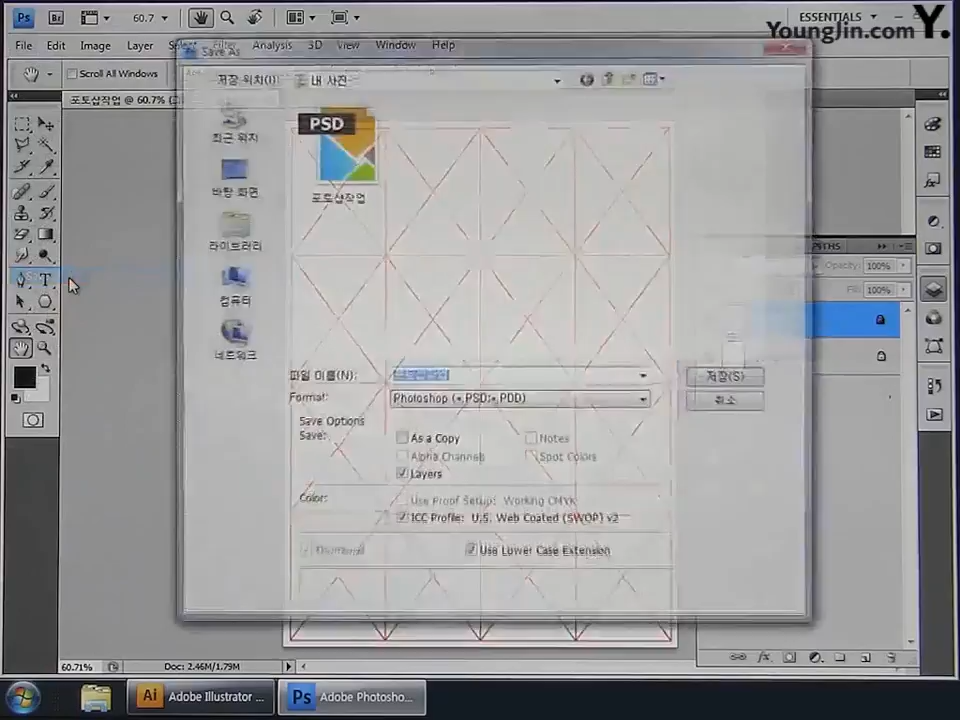 Ps
Br
60.7
ESSENTIALS
YoungJin.com Y.
File Edit Image Layer Select Filter Analysis 3D View Window Help
Save As
Scroll All Windows
저장 위치(I): 내 사진
포토샵작업 @ 60.7%
최근 위치
PSD
바탕 화면
포토샵작업
라이브러리
PATHS
Opacity: 100%
컴퓨터
Fill: 100%
네트워크
파일 이름(N):
저장(S)
Format: Photoshop (*.PSD;*.PDD)
취소
Save Options
Save:
As a Copy
Notes
Alpha Channels
Spot Colors
Layers
Color:
Use Proof Setup: Working CMYK
ICC Profile: U.S. Web Coated (SWOP) v2
Thumbnail
Use Lower Case Extension
60.71%
Doc: 2.46M/1.79M
Ai Adobe Illustrator ...
Ps Adobe Photosho...